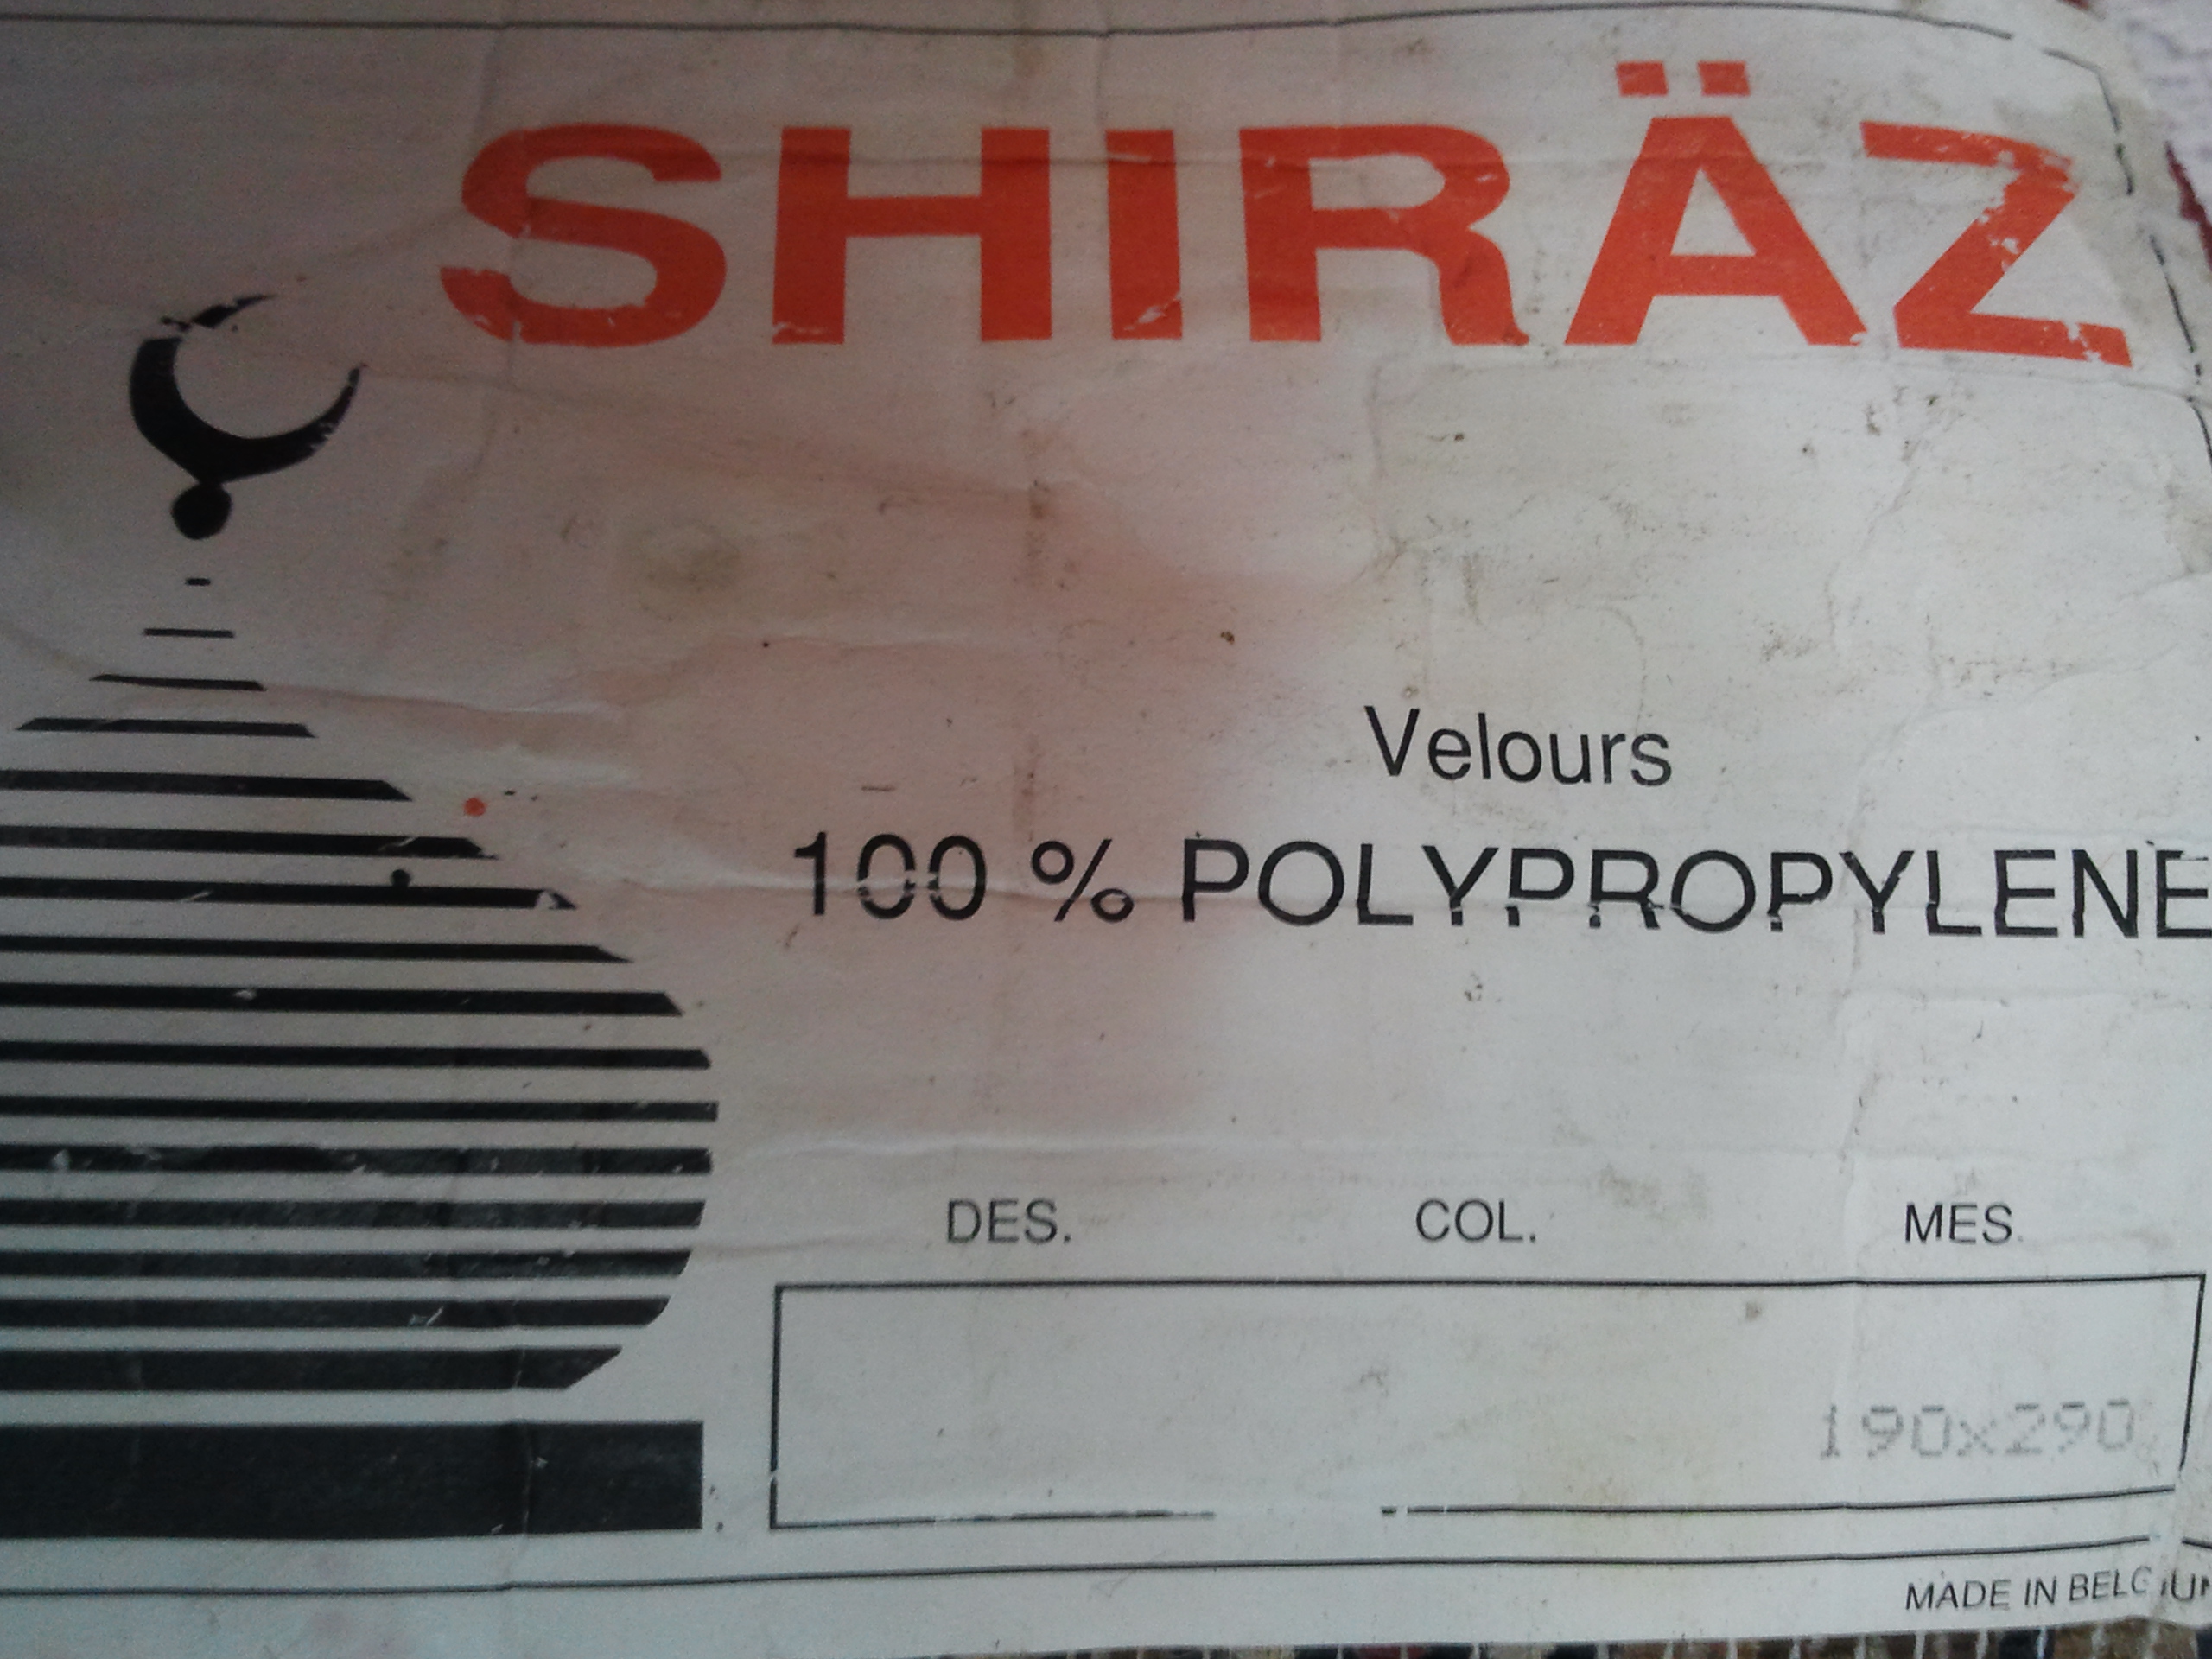 SHIRÄZ
Velours
100 % POLYPROPYLENE
DES. COL. MES.
190x290
MADE IN BELGIUM